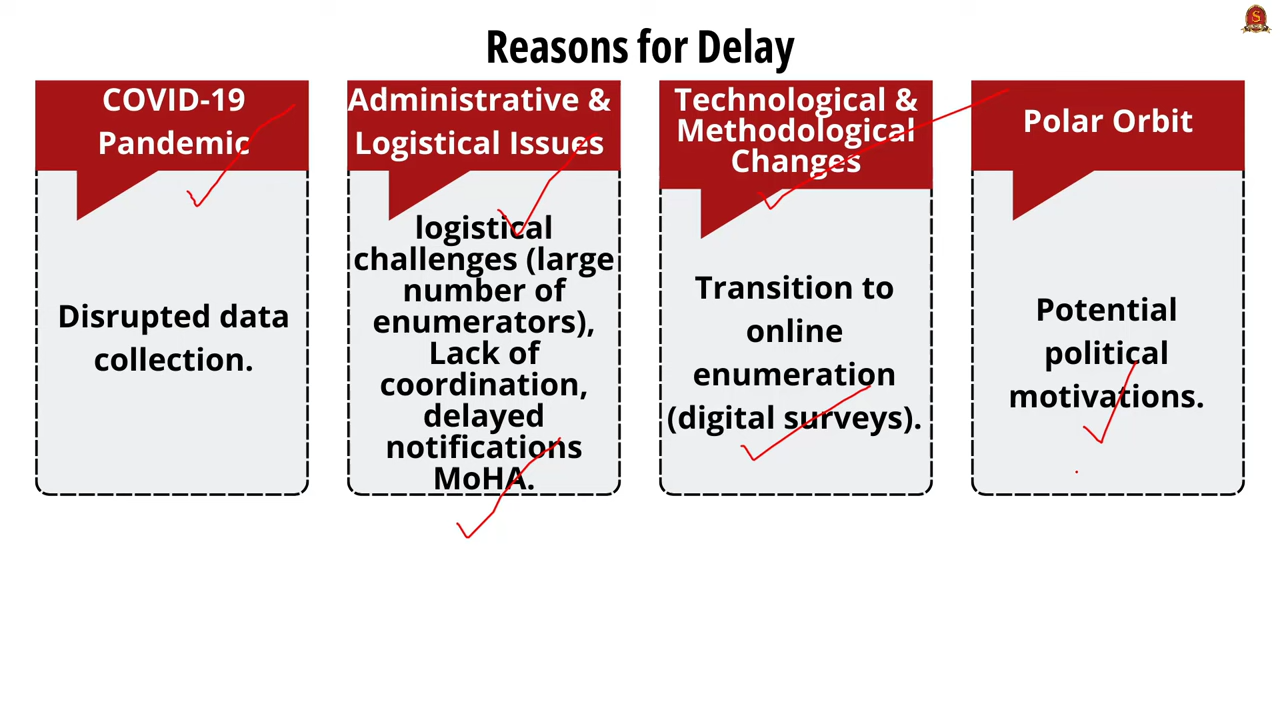 Reasons for Delay
COVID-19
Pandemic
Disrupted data
collection.
Administrative &
Logistical Issues
logistical
challenges (large
number of
enumerators),
Lack of
coordination,
delayed
notifications
MoHA.
Technological &
Methodological
Changes
Transition to
online
enumeration
(digital surveys).
Polar Orbit
Potential
political
motivations.